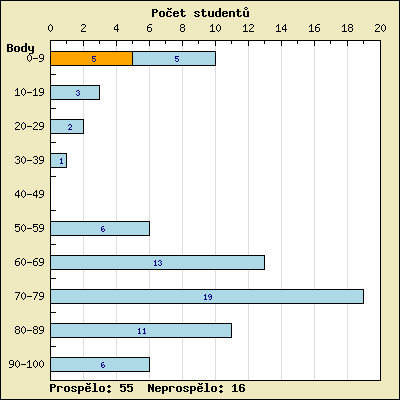 Počet studentů
0 2 4 6 8 10 12 14 16 18 20
Body
0-9 5 5
10-19 3
20-29 2
30-39 1
40-49
50-59 6
60-69 13
70-79 19
80-89 11
90-100 6
Prospělo: 55 Neprospělo: 16